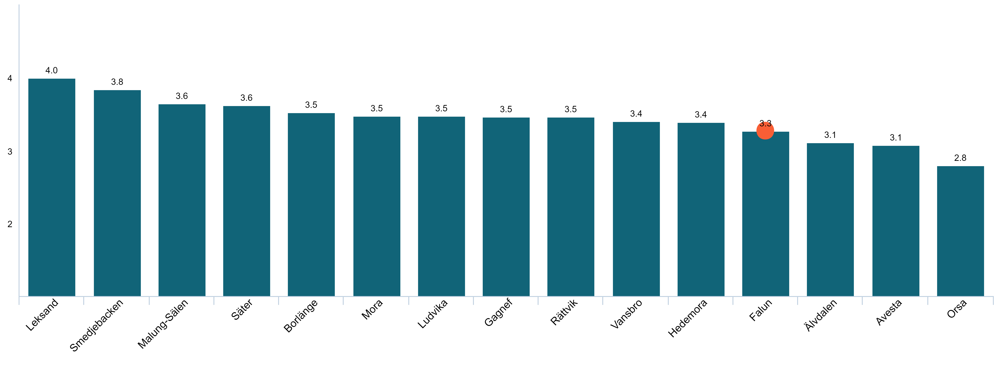 4.0
3.8
3.6
3.6
3.5
3.5
3.5
3.5
3.5
3.4
3.4
3.3
3.1
3.1
2.8
4
3
2
Leksand
Smedjebacken
Malung-Sälen
Säter
Borlänge
Mora
Ludvika
Gagnef
Rättvik
Vansbro
Hedemora
Falun
Älvdalen
Avesta
Orsa